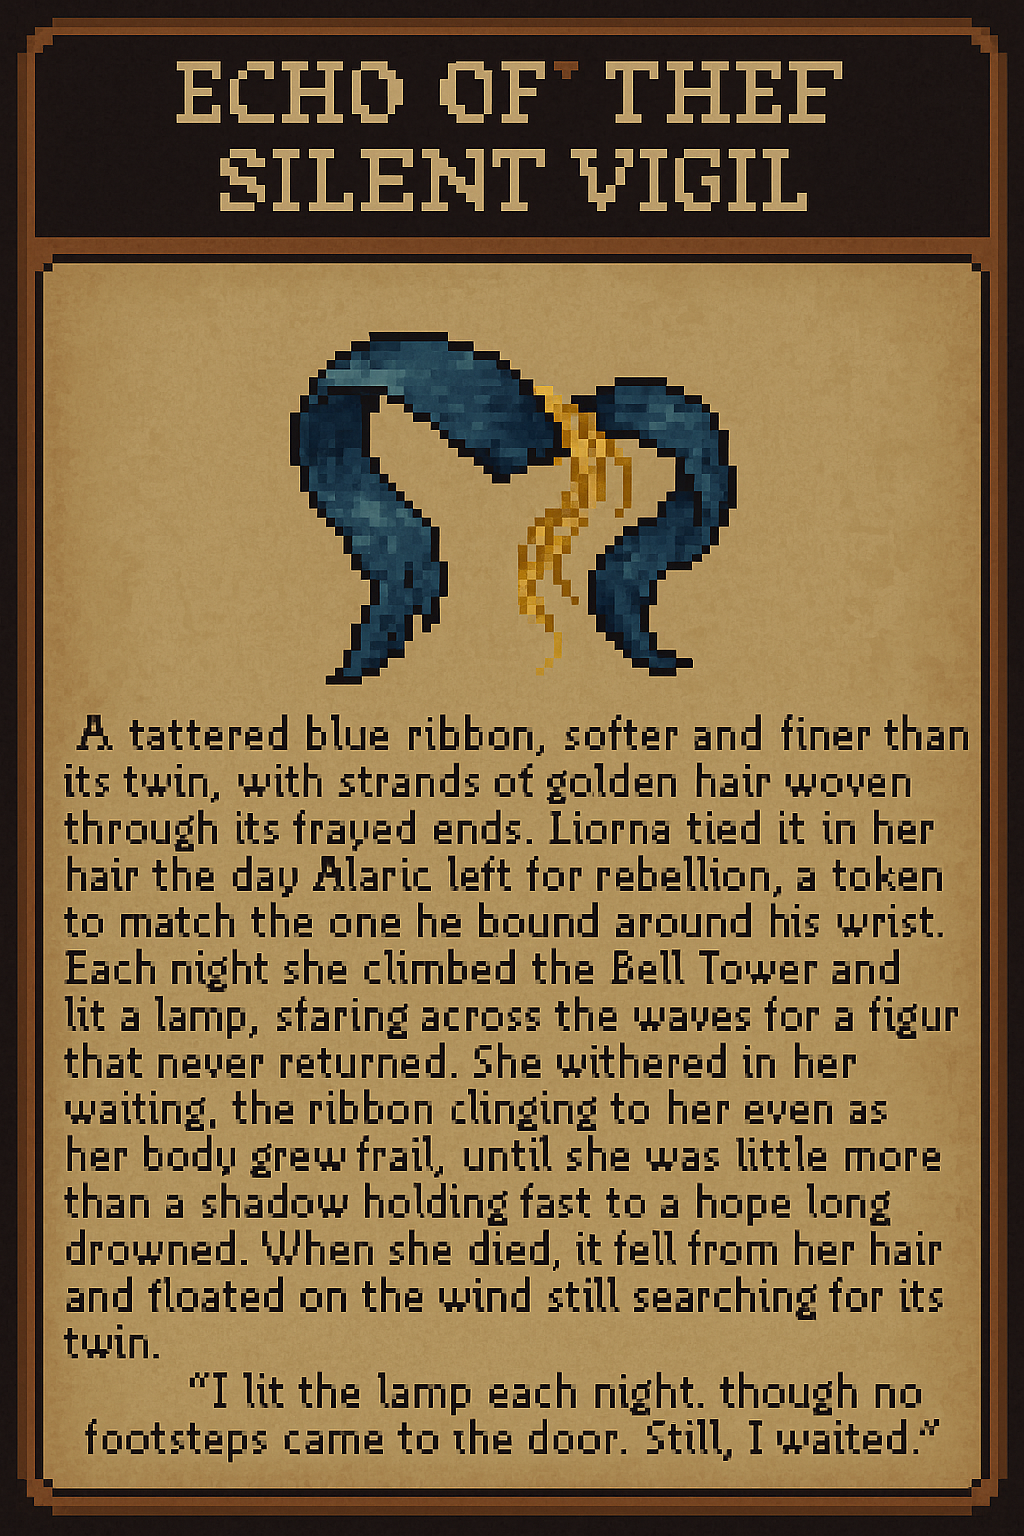 ECHO OF THEF
SILENT VIGIL
A tattered blue ribbon, softer and finer than
its twin, with strands of golden hair woven
through its frayed ends. Liorna tied it in her
hair the day Alaric left for rebellion, a token
to match the one he bound around his wrist.
Each night she climbed the Bell Tower and
lit a lamp, sfaring across the waves for a figur
that never returned. She withered in her
waiting, the ribbon clinging to her even as
her body grew frail, until she was little more
than a shadow holding fast to a hope long
drowned. When she died, it fell from her hair
and floated on the wind still searching for its
twin.
“I lit the lamp each night. though no
footsteps came to the door. Still, I waited.”